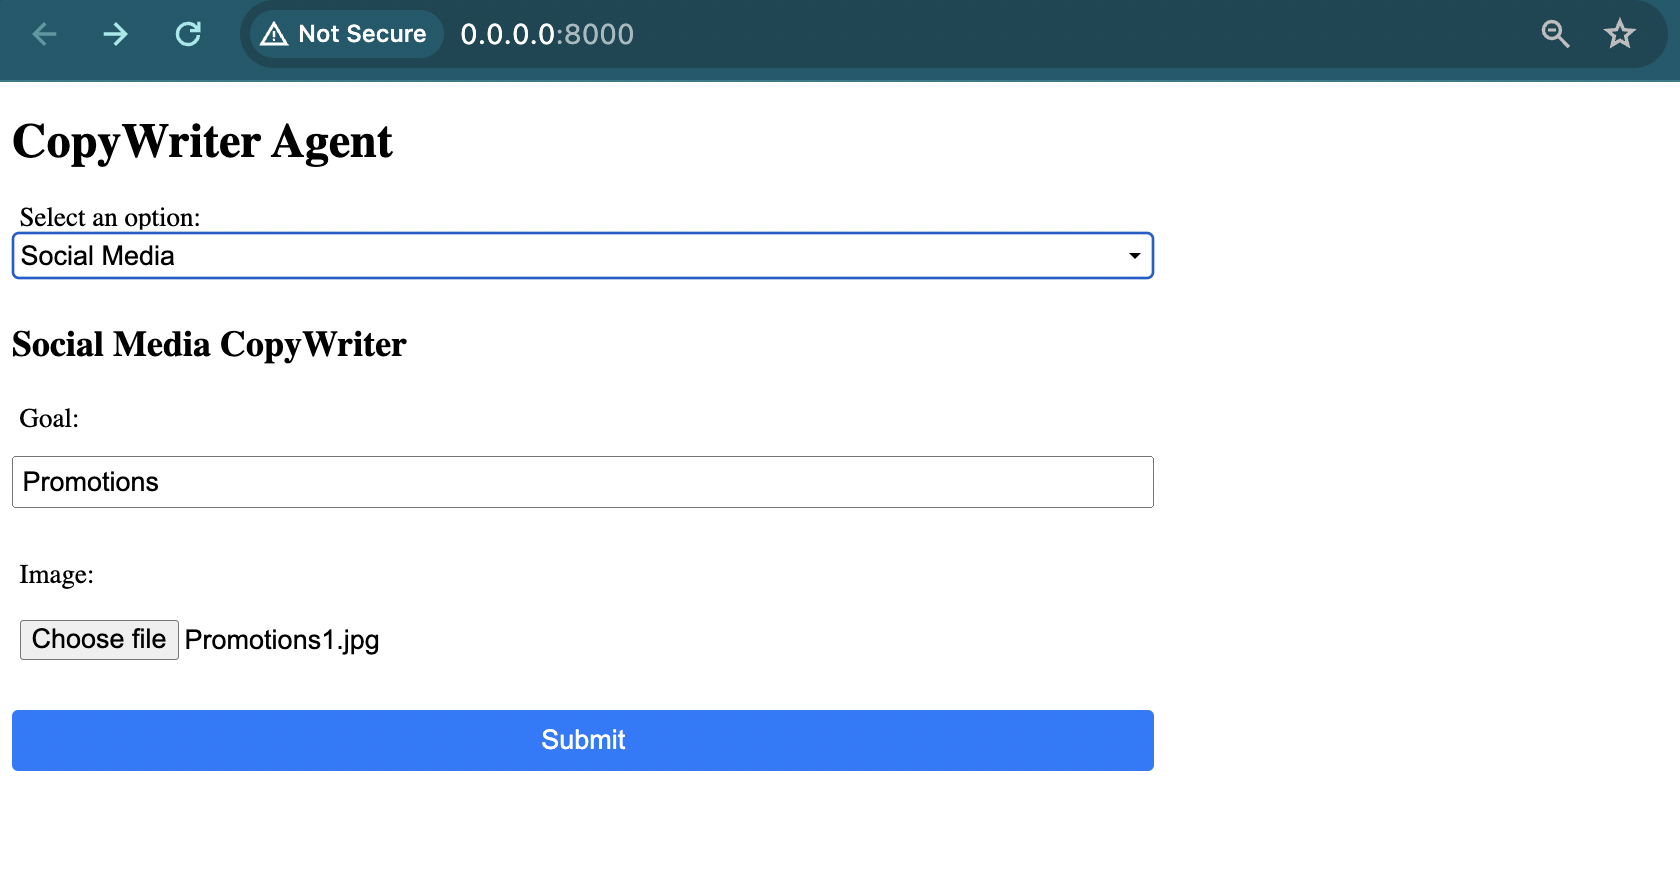 Not Secure 0.0.0.0:8000
CopyWriter Agent
Select an option:
Social Media
Social Media CopyWriter
Goal:
Promotions
Image:
Choose file Promotions1.jpg
Submit